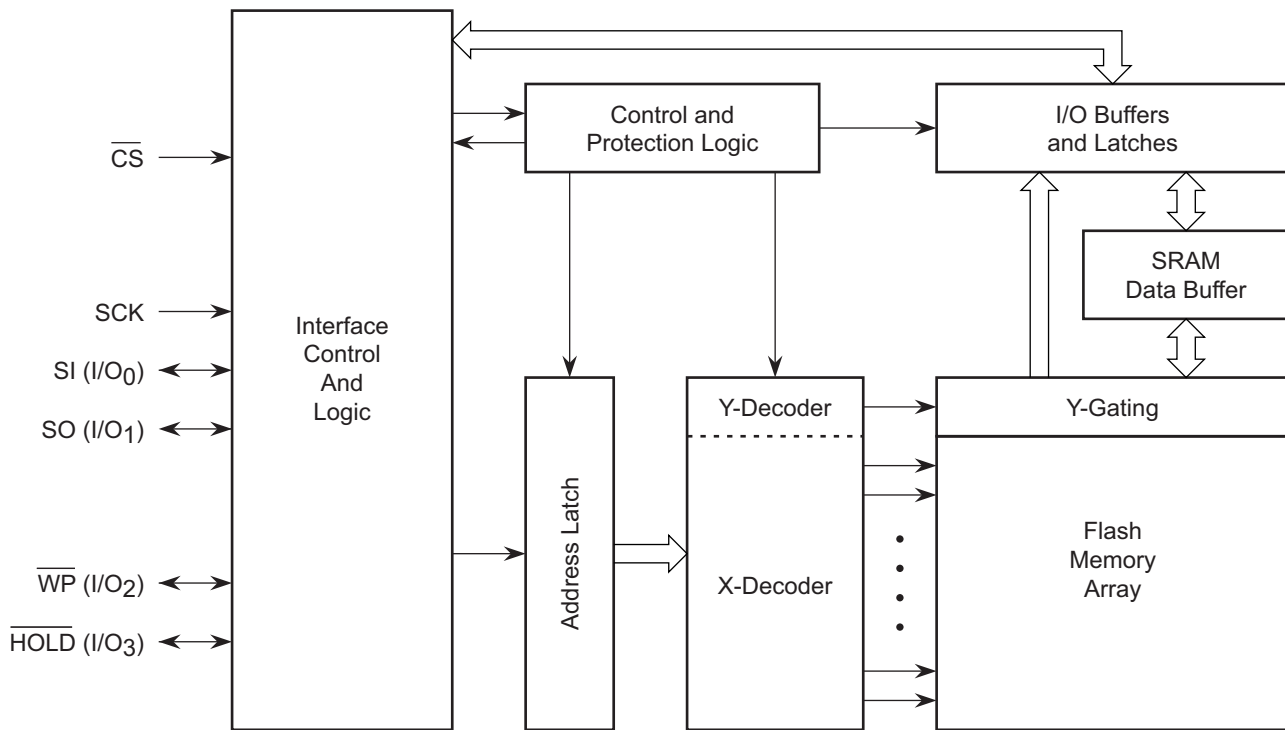 CS
SCK
SI (I/O0)
SO (I/O1)
WP (I/O2)
HOLD (I/O3)
Interface
Control
And
Logic
Control and
Protection Logic
I/O Buffers
and Latches
SRAM
Data Buffer
Address Latch
Y-Decoder
X-Decoder
Y-Gating
Flash
Memory
Array